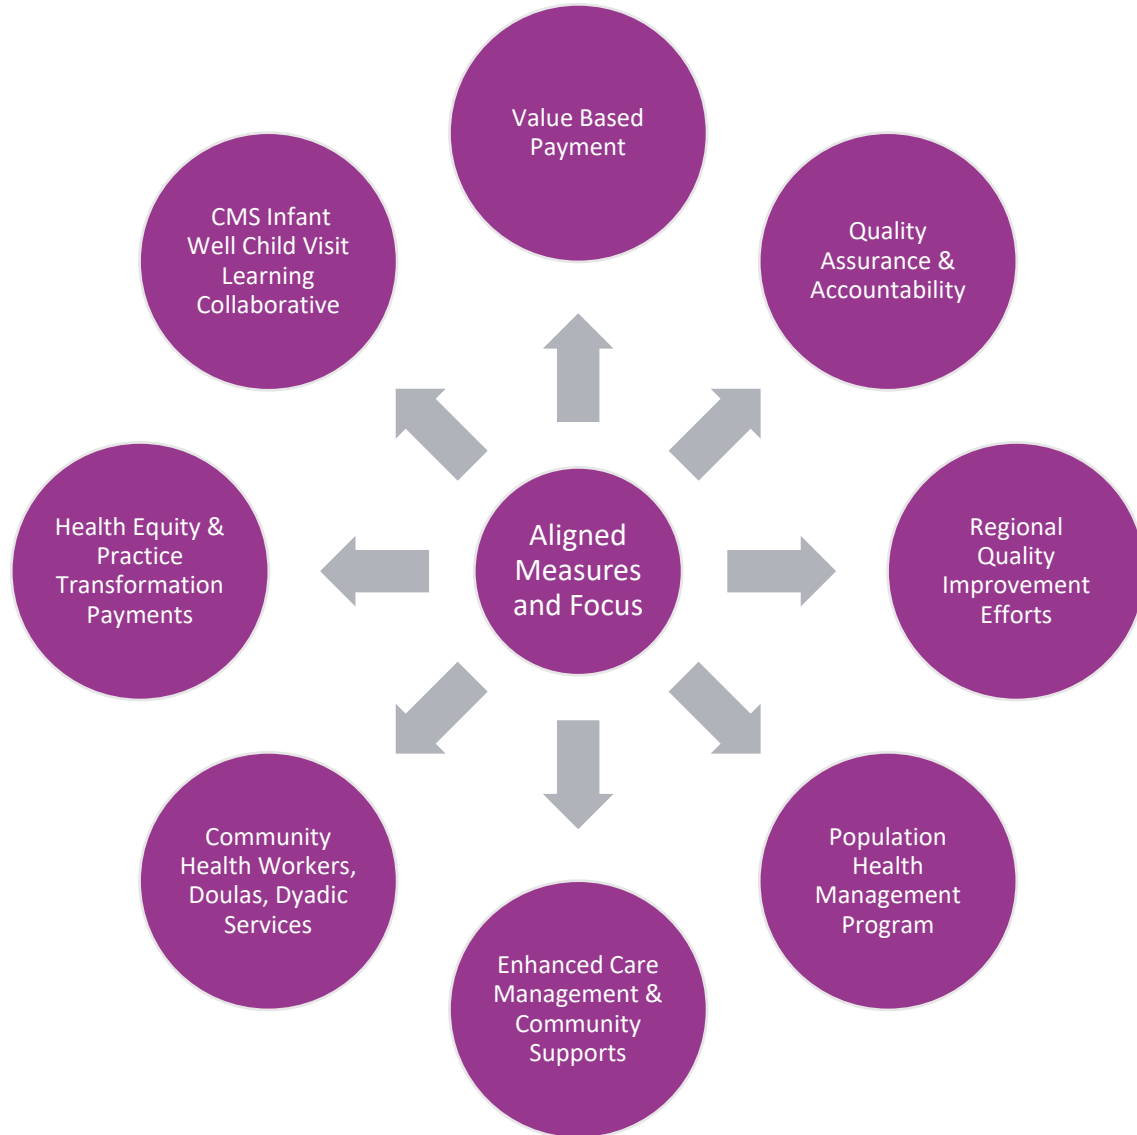 Value Based
Payment
CMS Infant
Well Child Visit
Learning
Collaborative
Quality
Assurance &
Accountability
Health Equity &
Practice
Transformation
Payments
Aligned
Measures
and Focus
Regional
Quality
Improvement
Efforts
Community
Health Workers,
Doulas, Dyadic
Services
Population
Health
Management
Program
Enhanced Care
Management &
Community
Supports